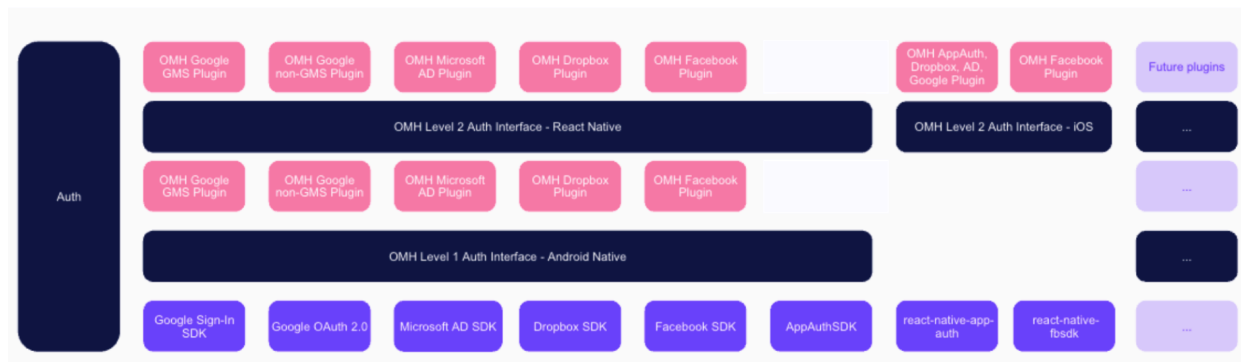 OMH Google
GMS Plugin
OMH Google
non-GMS Plugin
OMH Microsoft
AD Plugin
OMH Dropbox
Plugin
OMH Facebook
Plugin
OMH AppAuth,
Dropbox, AD,
Google Plugin
OMH Facebook
Plugin
Future plugins
OMH Level 2 Auth Interface - React Native
OMH Level 2 Auth Interface - iOS
...
Auth
OMH Google
GMS Plugin
OMH Google
non-GMS Plugin
OMH Microsoft
AD Plugin
OMH Dropbox
Plugin
OMH Facebook
Plugin
...
OMH Level 1 Auth Interface - Android Native
...
Google Sign-In
SDK
Google OAuth 2.0
Microsoft AD SDK
Dropbox SDK
Facebook SDK
AppAuthSDK
react-native-app-
auth
react-native-
fbsdk
...